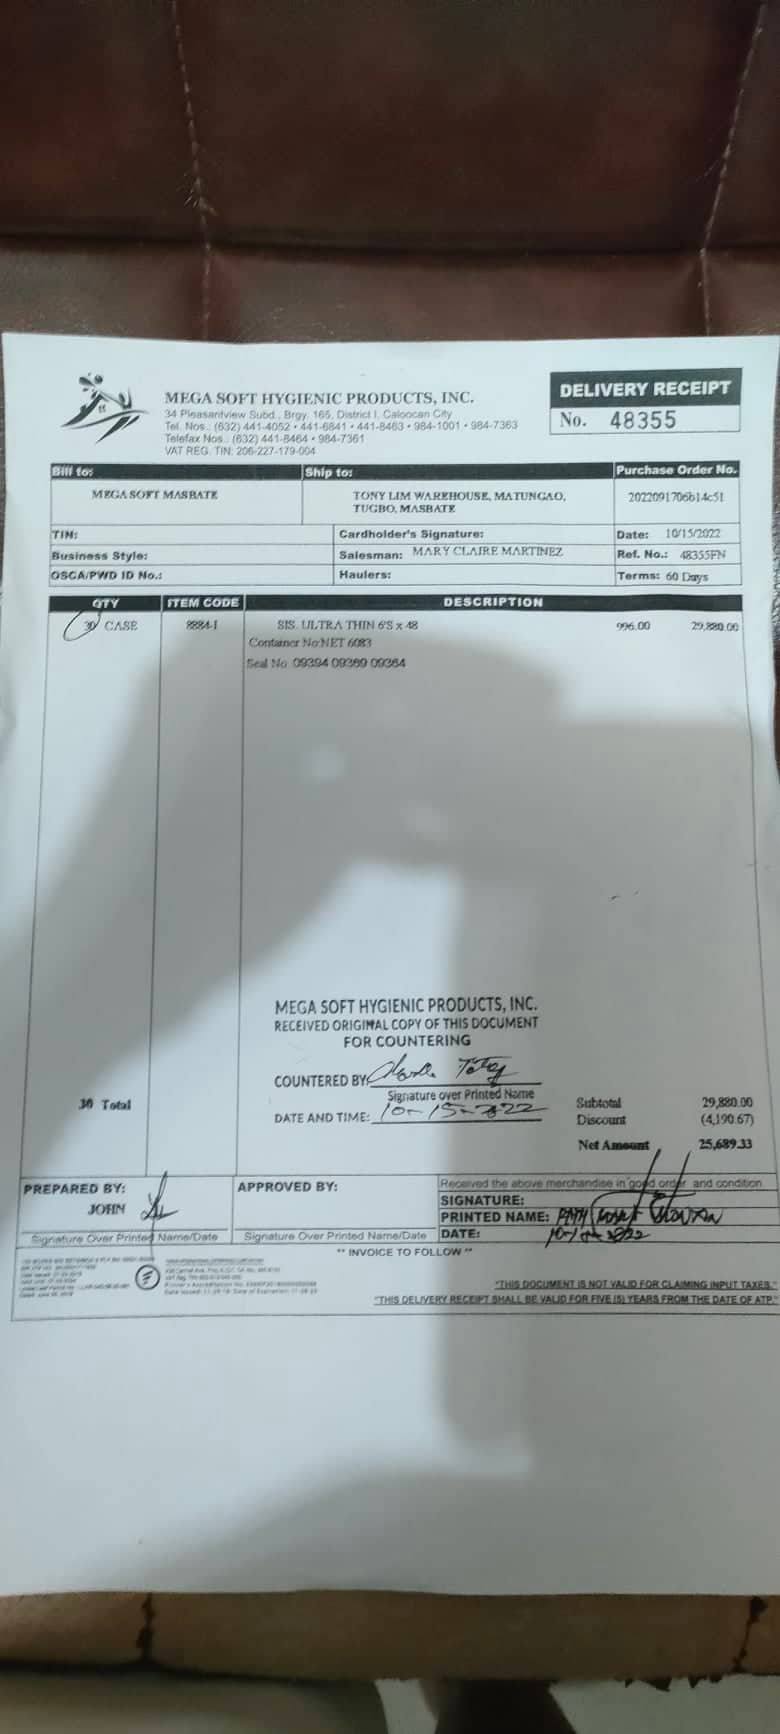 MEGA SOFT HYGIENIC PRODUCTS, INC.
34 Pleasantview Subd., Brgy. 165, District I, Caloocan City
Tel. Nos.: (632) 441-4052 • 441-6841 • 441-8463 • 984-1001 • 984-7363
Telefax Nos.: (632) 441-8464 • 984-7361
VAT REG. TIN: 206-227-179-004
DELIVERY RECEIPT
No. 48355
Bill to: Ship to: Purchase Order No.
MEGA SOFT MASBATE TONY LIM WAREHOUSE, MATUNGAO, 2022091706b14c51
TUGBO, MASBATE
TIN: Cardholder's Signature: Date: 10/15/2022
Business Style: Salesman: MARY CLAIRE MARTINEZ Ref. No.: 48355FN
OSCA/PWD ID No.: Haulers: Terms: 60 Days
QTY ITEM CODE DESCRIPTION
30 CASE 8884-I SIS. ULTRA THIN 6'S x 48 996.00 29,880.00
Container No:NET 6083
Seal No: 09394 09369 09364
MEGA SOFT HYGIENIC PRODUCTS, INC.
RECEIVED ORIGINAL COPY OF THIS DOCUMENT
FOR COUNTERING
COUNTERED BY:
Signature over Printed Name
DATE AND TIME: 10-15-2022
30 Total
Subtotal 29,880.00
Discount (4,190.67)
Net Amount 25,689.33
PREPARED BY: APPROVED BY: Received the above merchandise in good order and condition
JOHN
SIGNATURE:
PRINTED NAME:
Signature Over Printed Name/Date Signature Over Printed Name/Date DATE:
** INVOICE TO FOLLOW **
"THIS DOCUMENT IS NOT VALID FOR CLAIMING INPUT TAXES."
"THIS DELIVERY RECEIPT SHALL BE VALID FOR FIVE (5) YEARS FROM THE DATE OF ATP."